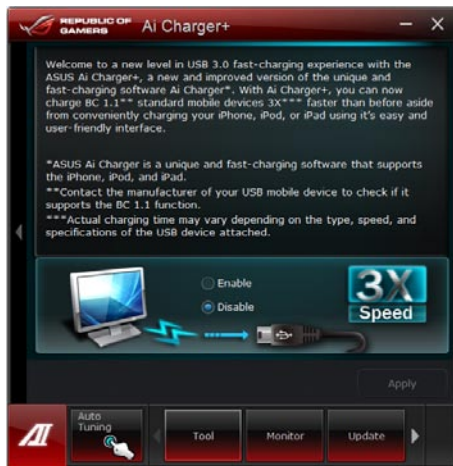 REPUBLIC OF
GAMERS
Ai Charger+
Welcome to a new level in USB 3.0 fast-charging experience with the
ASUS Ai Charger+, a new and improved version of the unique and
fast-charging software Ai Charger*. With Ai Charger+, you can now
charge BC 1.1** standard mobile devices 3X*** faster than before aside
from conveniently charging your iPhone, iPod, or iPad using it's easy and
user-friendly interface.
*ASUS Ai Charger is a unique and fast-charging software that supports
the iPhone, iPod, and iPad.
**Contact the manufacturer of your USB mobile device to check if it
supports the BC 1.1 function.
***Actual charging time may vary depending on the type, speed, and
specifications of the USB device attached.
Enable
Disable
3X
Speed
Apply
Auto
Tuning
Tool
Monitor
Update